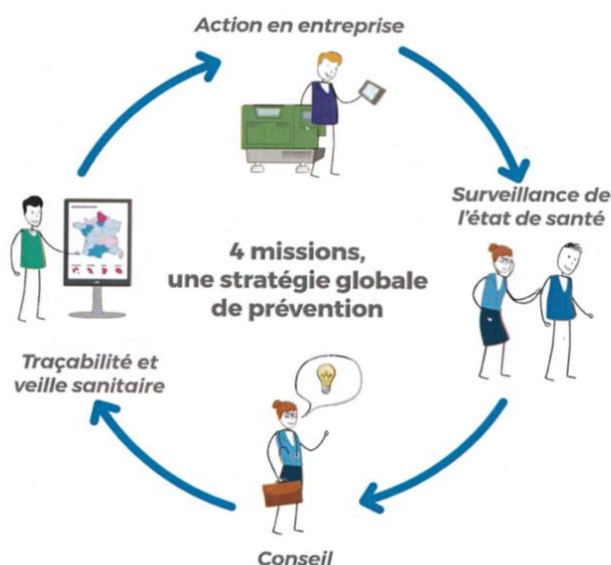 Action en entreprise
Surveillance de
l'état de santé
4 missions,
une stratégie globale
de prévention
Traçabilité et
veille sanitaire
Conseil